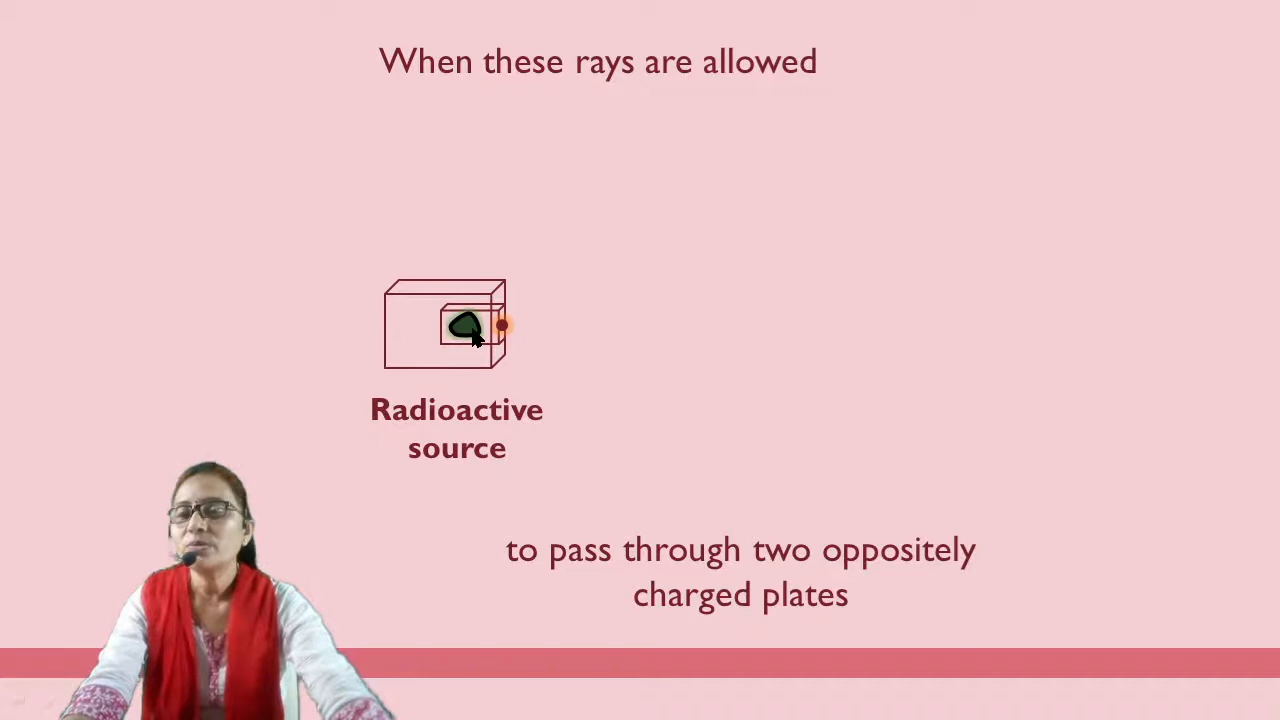 When these rays are allowed
Radioactive
source
to pass through two oppositely
charged plates